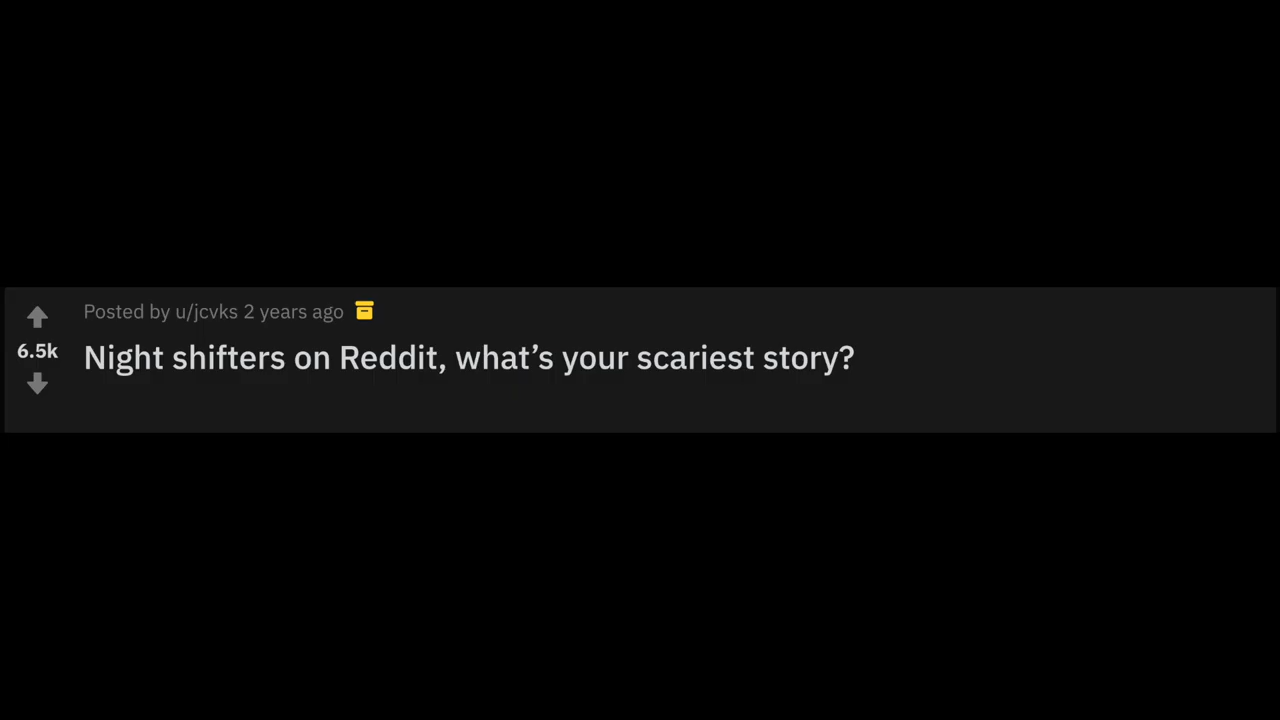 Posted by u/jcvks 2 years ago
6.5k
Night shifters on Reddit, what’s your scariest story?